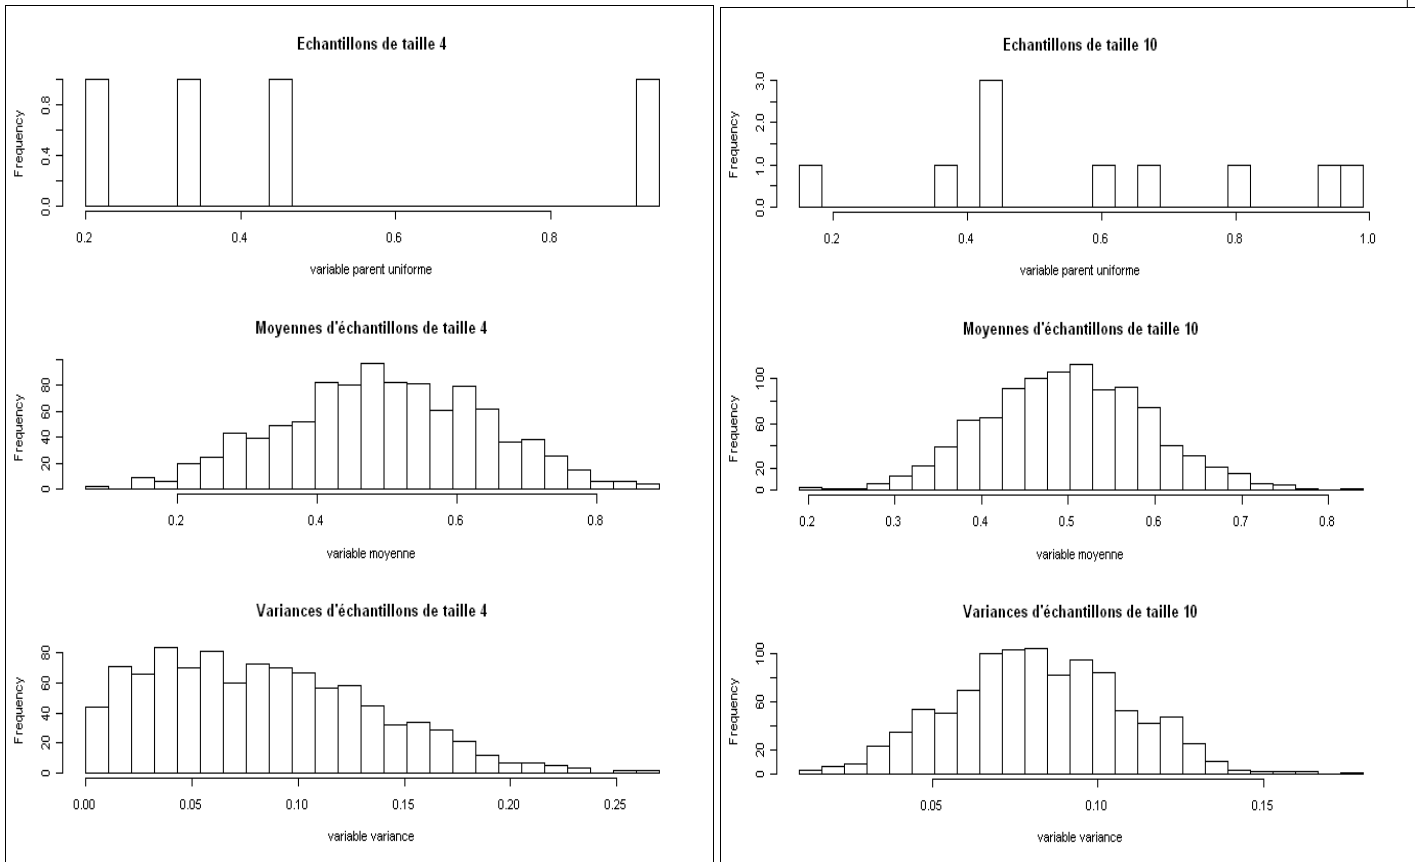 Echantillons de taille 4
Frequency
0.0 0.4 0.8
0.2 0.4 0.6 0.8
variable parent uniforme
Moyennes d'échantillons de taille 4
Frequency
0 20 40 60 80
0.2 0.4 0.6 0.8
variable moyenne
Variances d'échantillons de taille 4
Frequency
0 20 40 60 80
0.00 0.05 0.10 0.15 0.20 0.25
variable variance
Echantillons de taille 10
Frequency
0.0 1.0 2.0 3.0
0.2 0.4 0.6 0.8 1.0
variable parent uniforme
Moyennes d'échantillons de taille 10
Frequency
0 20 60 100
0.2 0.3 0.4 0.5 0.6 0.7 0.8
variable moyenne
Variances d'échantillons de taille 10
Frequency
0 20 60 100
0.05 0.10 0.15
variable variance